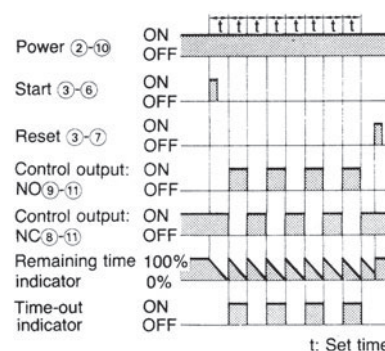 t t t t t t t t
Power ②-⑩ ON
OFF
Start ③-⑥ ON
OFF
Reset ③-⑦ ON
OFF
Control output: ON
NO⑨-⑪ OFF
Control output: ON
NC⑧-⑪ OFF
Remaining time 100%
indicator 0%
Time-out ON
indicator OFF
t: Set time